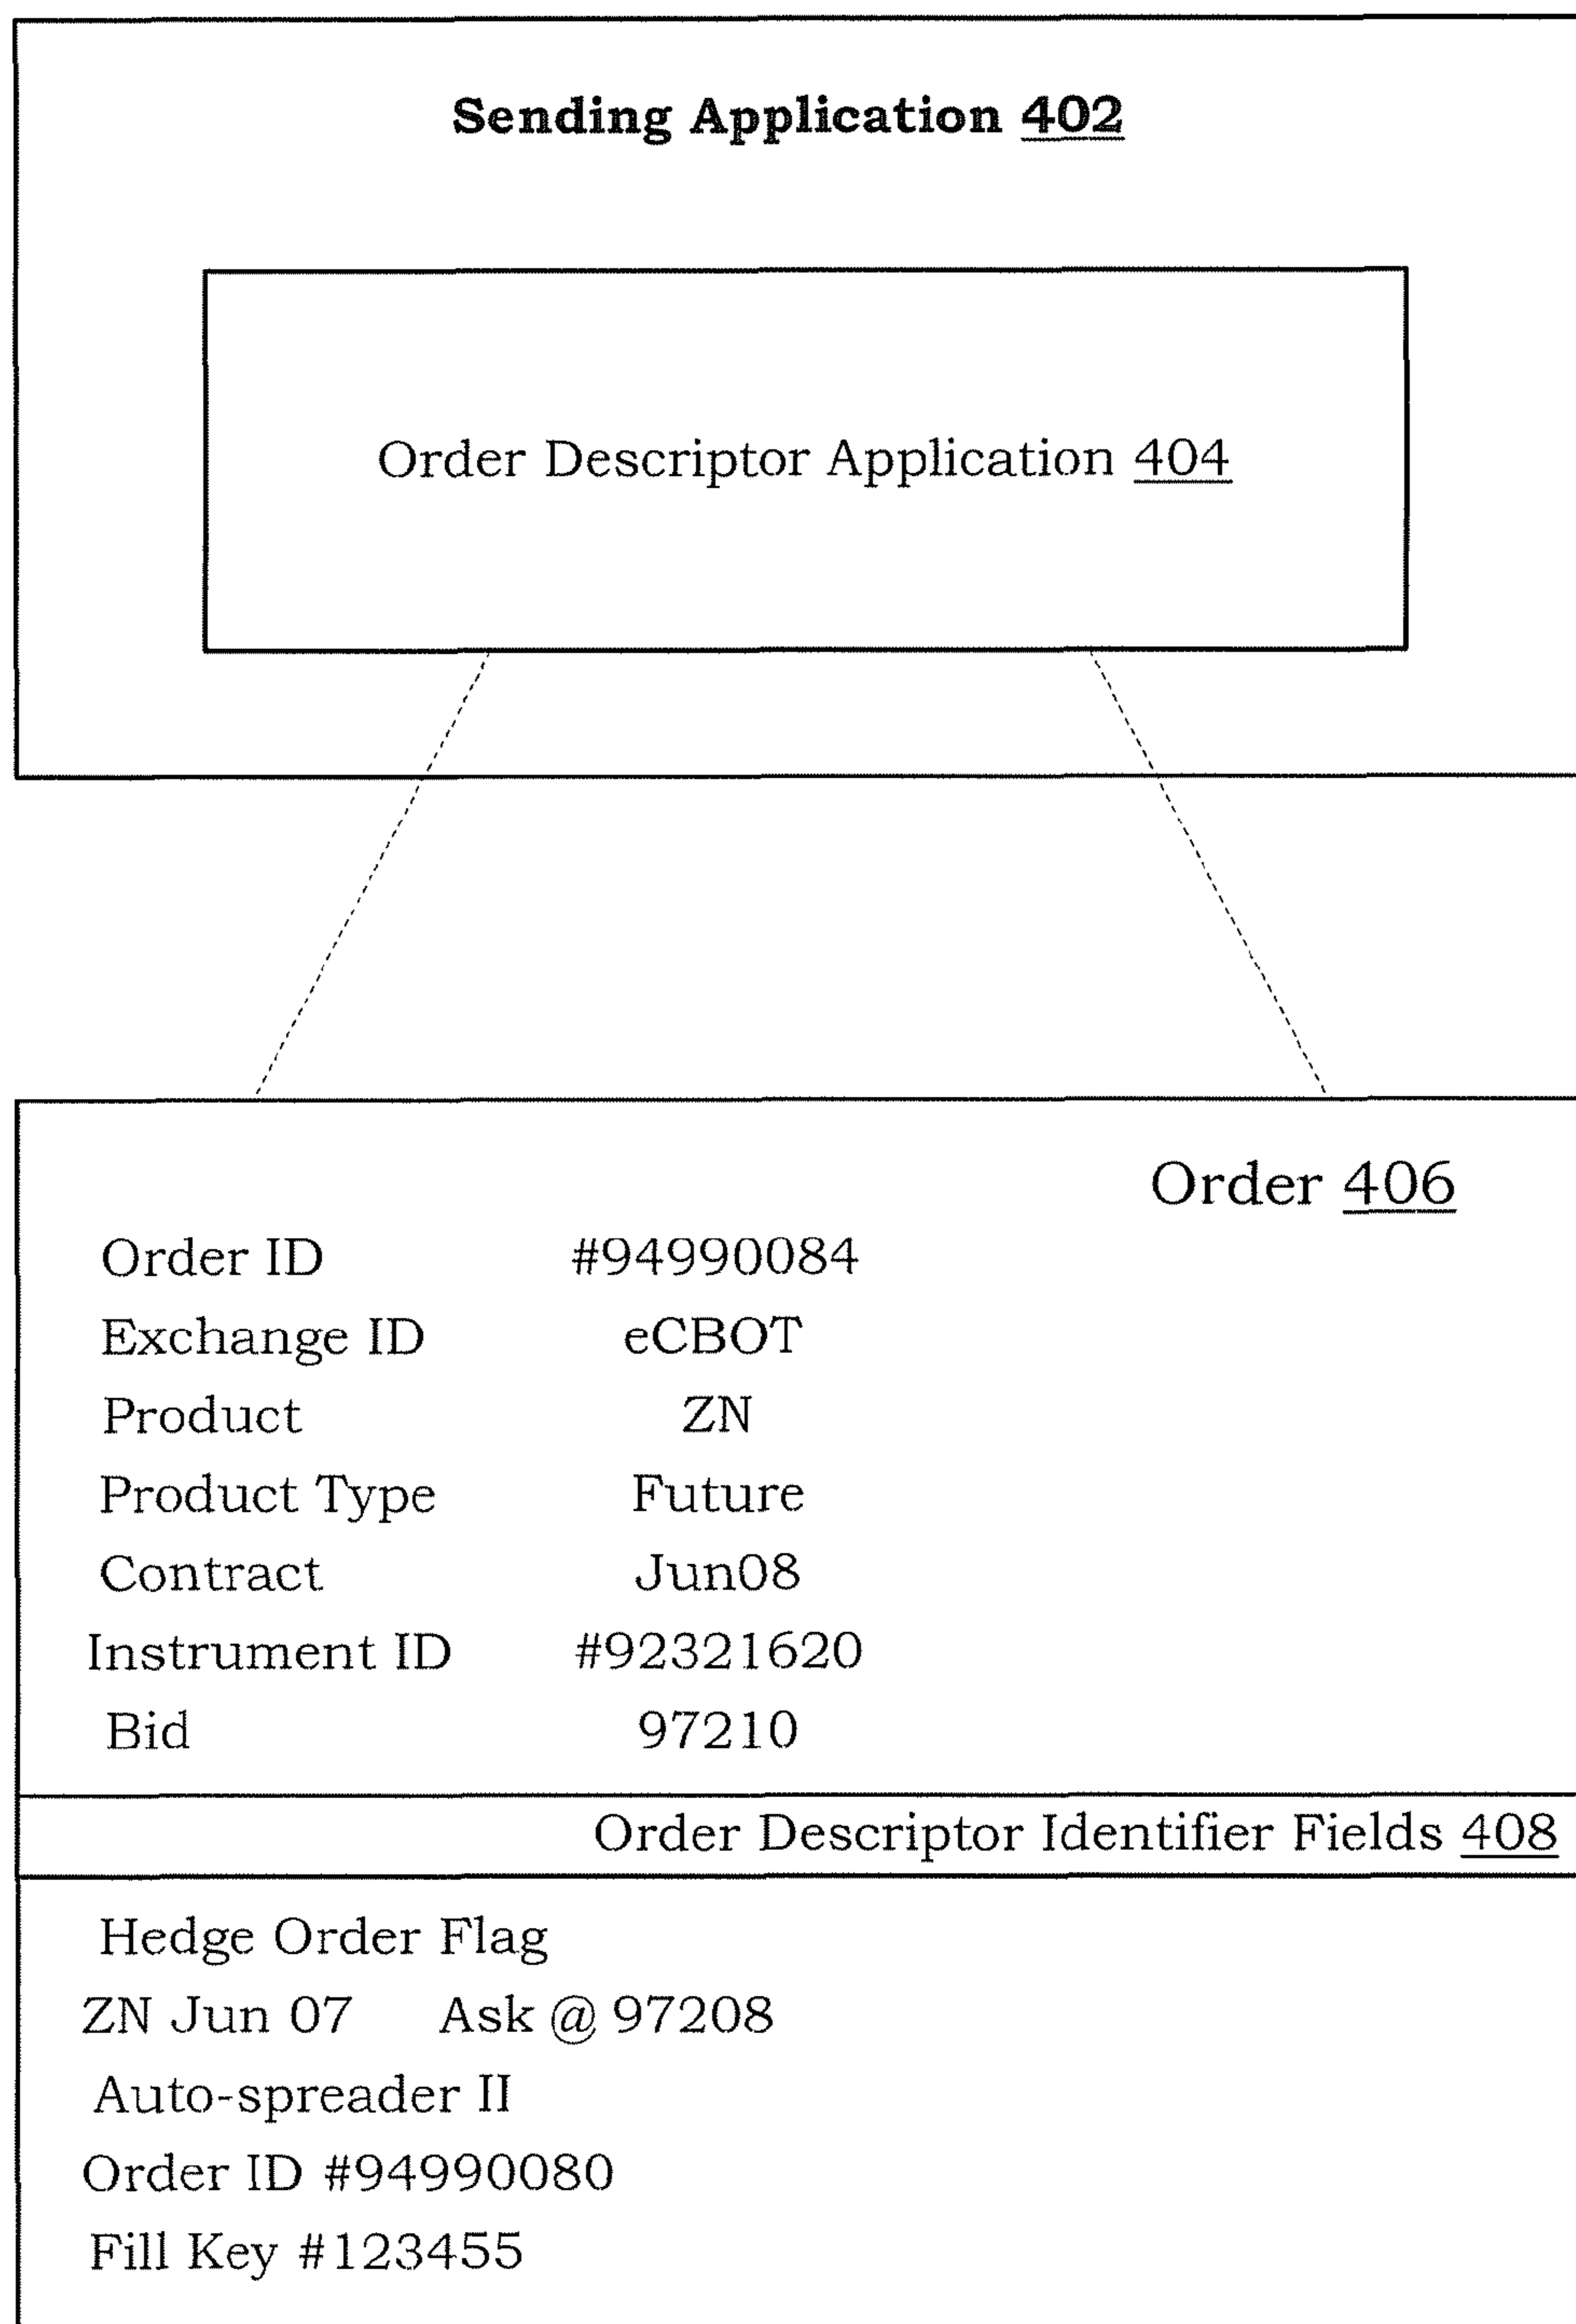 Sending Application 402
Order Descriptor Application 404
Order 406
Order ID #94990084
Exchange ID eCBOT
Product ZN
Product Type Future
Contract Jun08
Instrument ID #92321620
Bid 97210
Order Descriptor Identifier Fields 408
Hedge Order Flag
ZN Jun 07 Ask @ 97208
Auto-spreader II
Order ID #94990080
Fill Key #123455